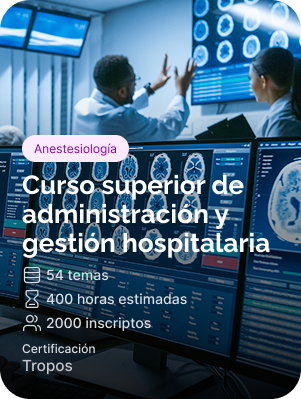 Anestesiología
Curso superior de
administración y
gestión hospitalaria
54 temas
400 horas estimadas
2000 inscriptos
Certificación
Tropos